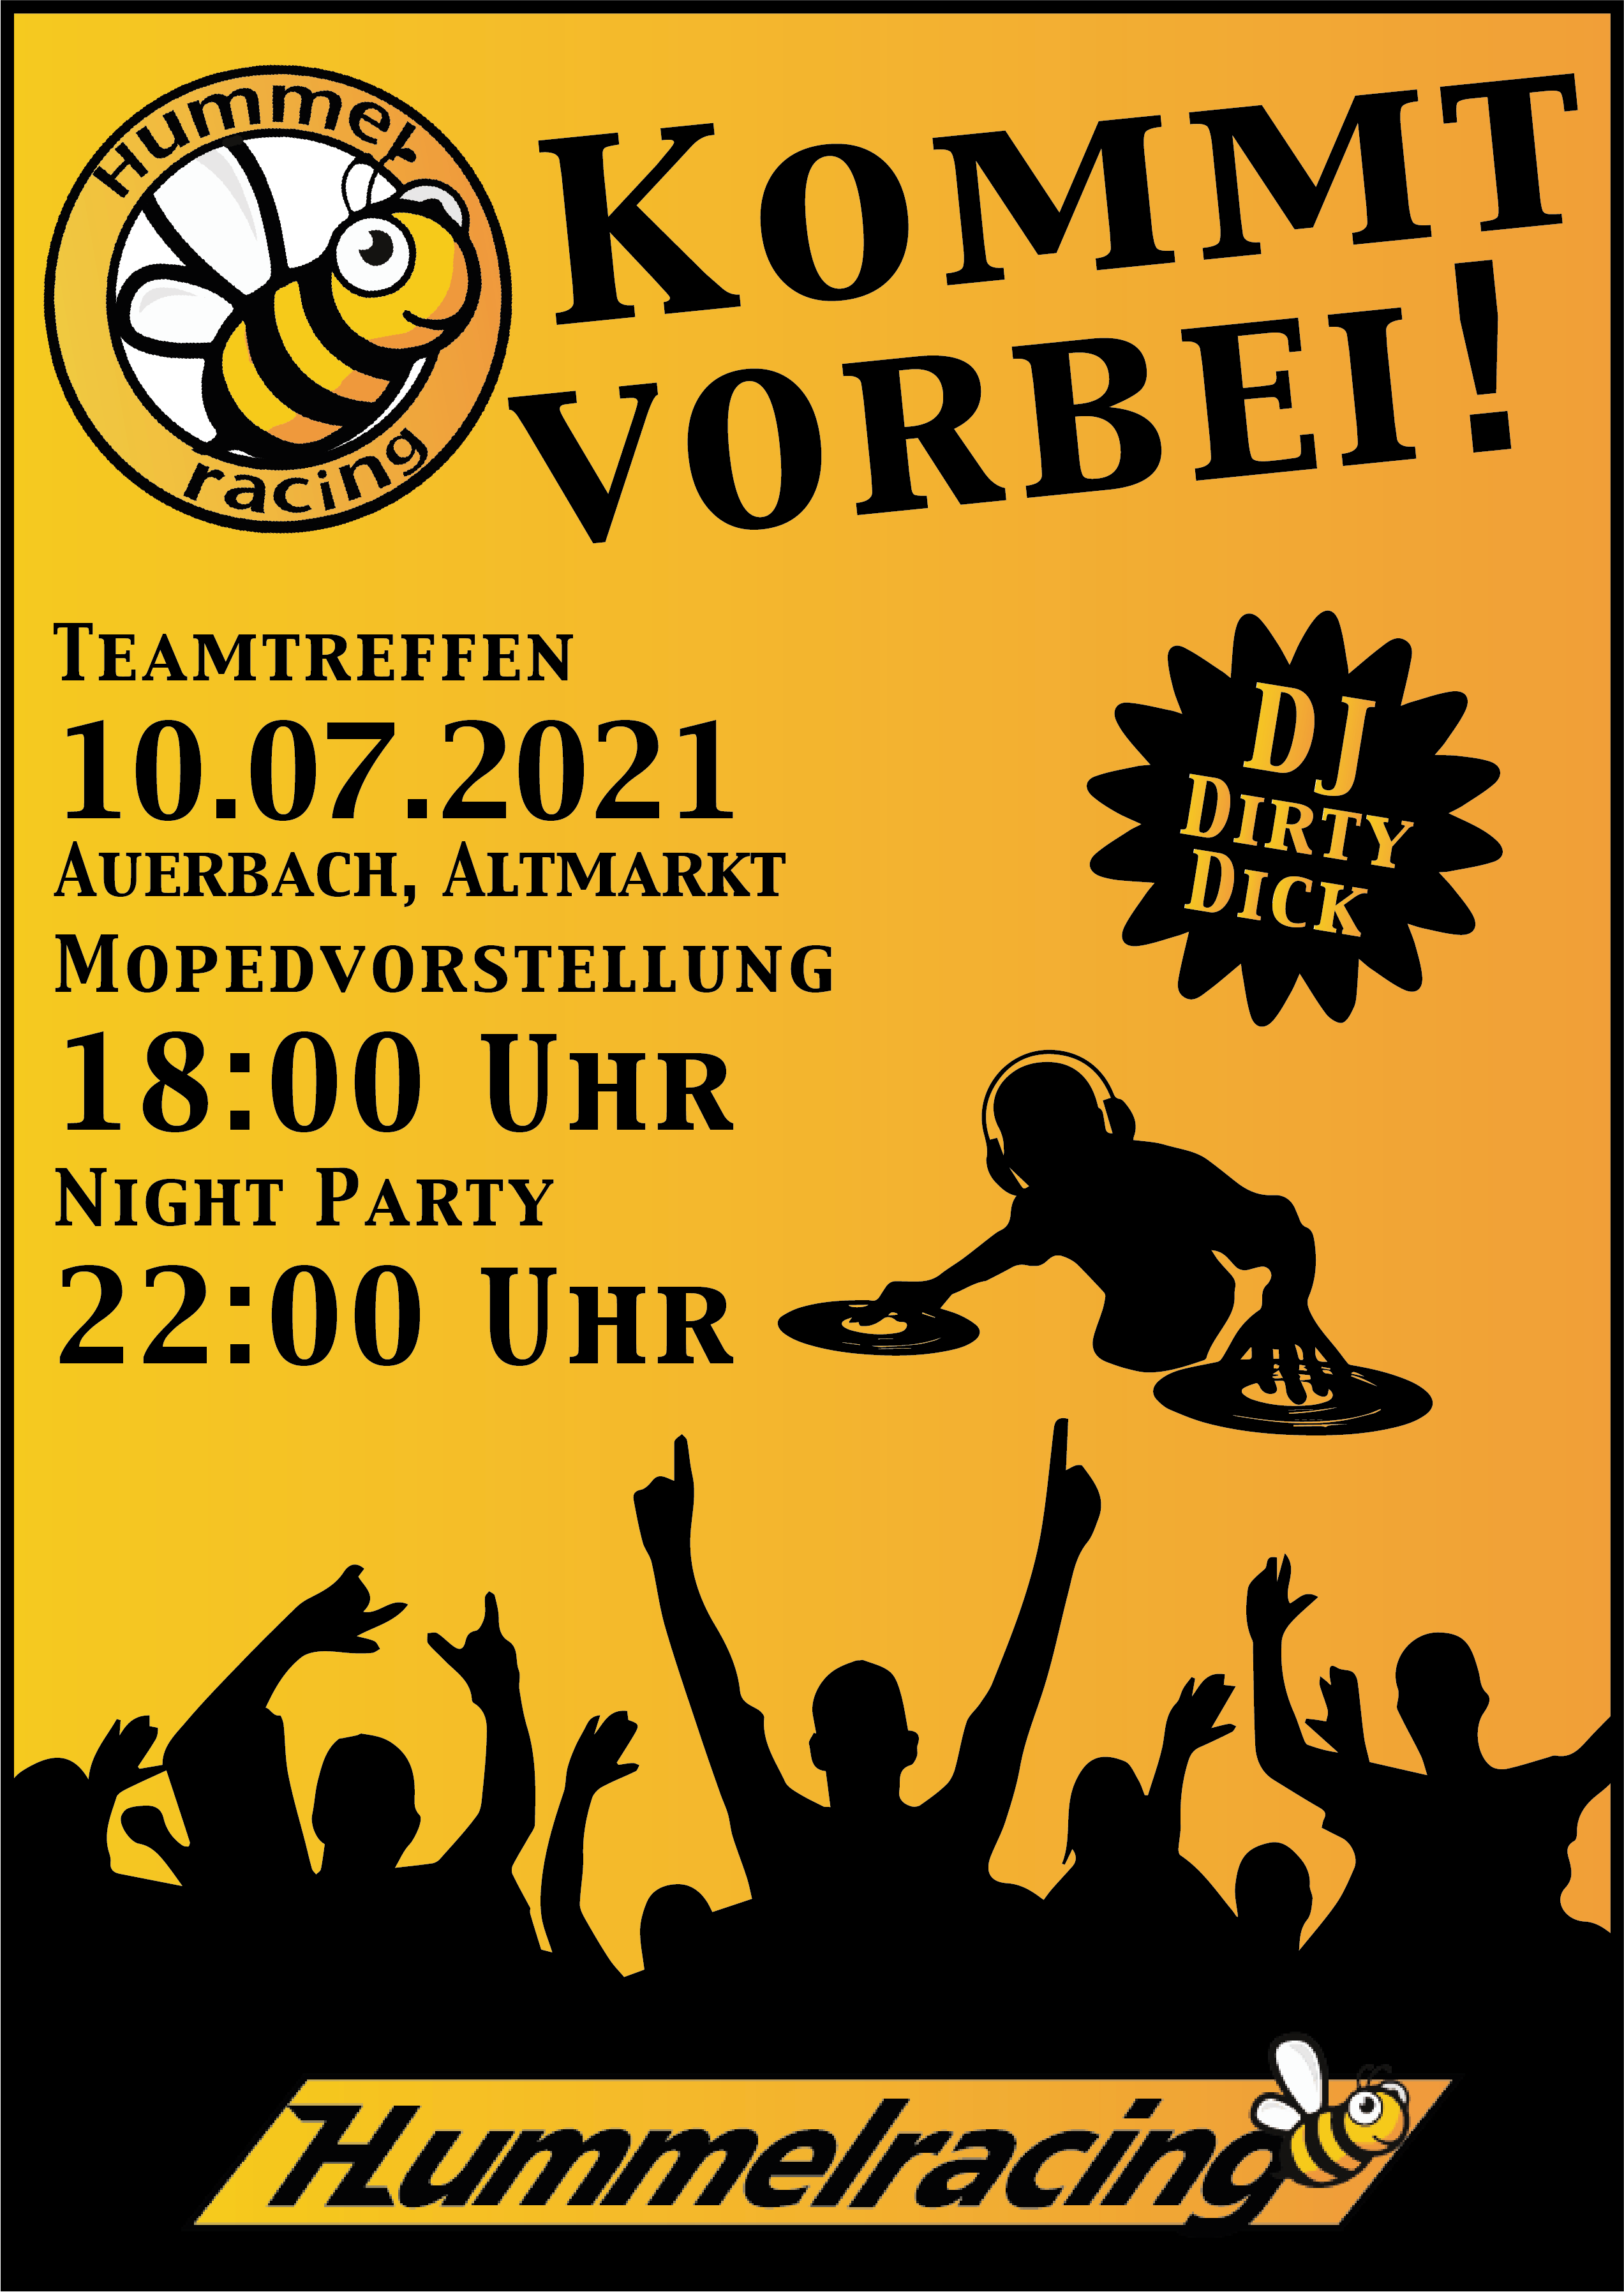 Hummel
racing
KOMMT
VORBEI!
TEAMTREFFEN
10.07.2021
AUERBACH, ALTMARKT
MOPEDVORSTELLUNG
18:00 UHR
NIGHT PARTY
22:00 UHR
DJ
DIRTY
DICK
Hummelracing